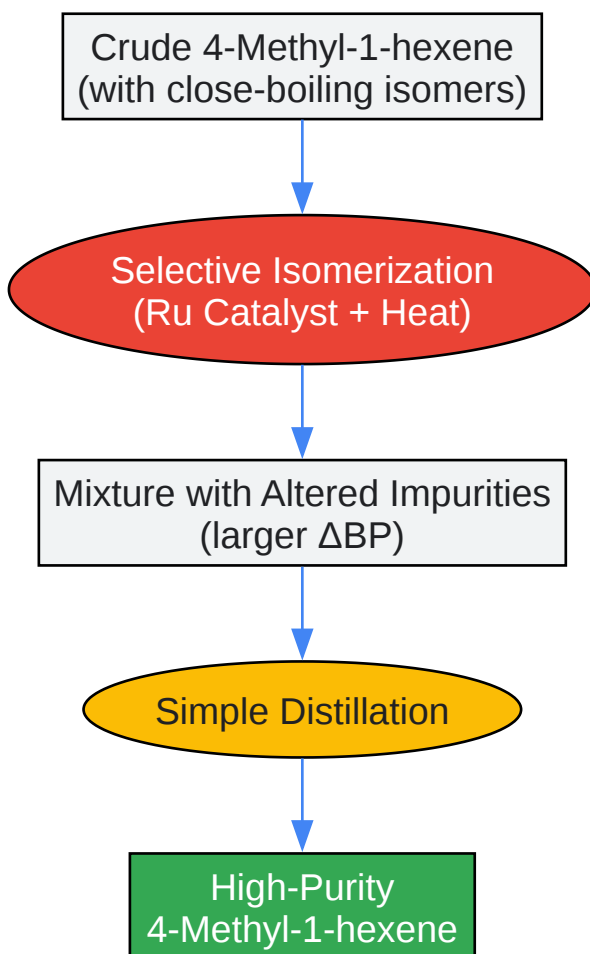 Crude 4-Methyl-1-hexene
(with close-boiling isomers)
Selective Isomerization
(Ru Catalyst + Heat)
Mixture with Altered Impurities
(larger ΔBP)
Simple Distillation
High-Purity
4-Methyl-1-hexene